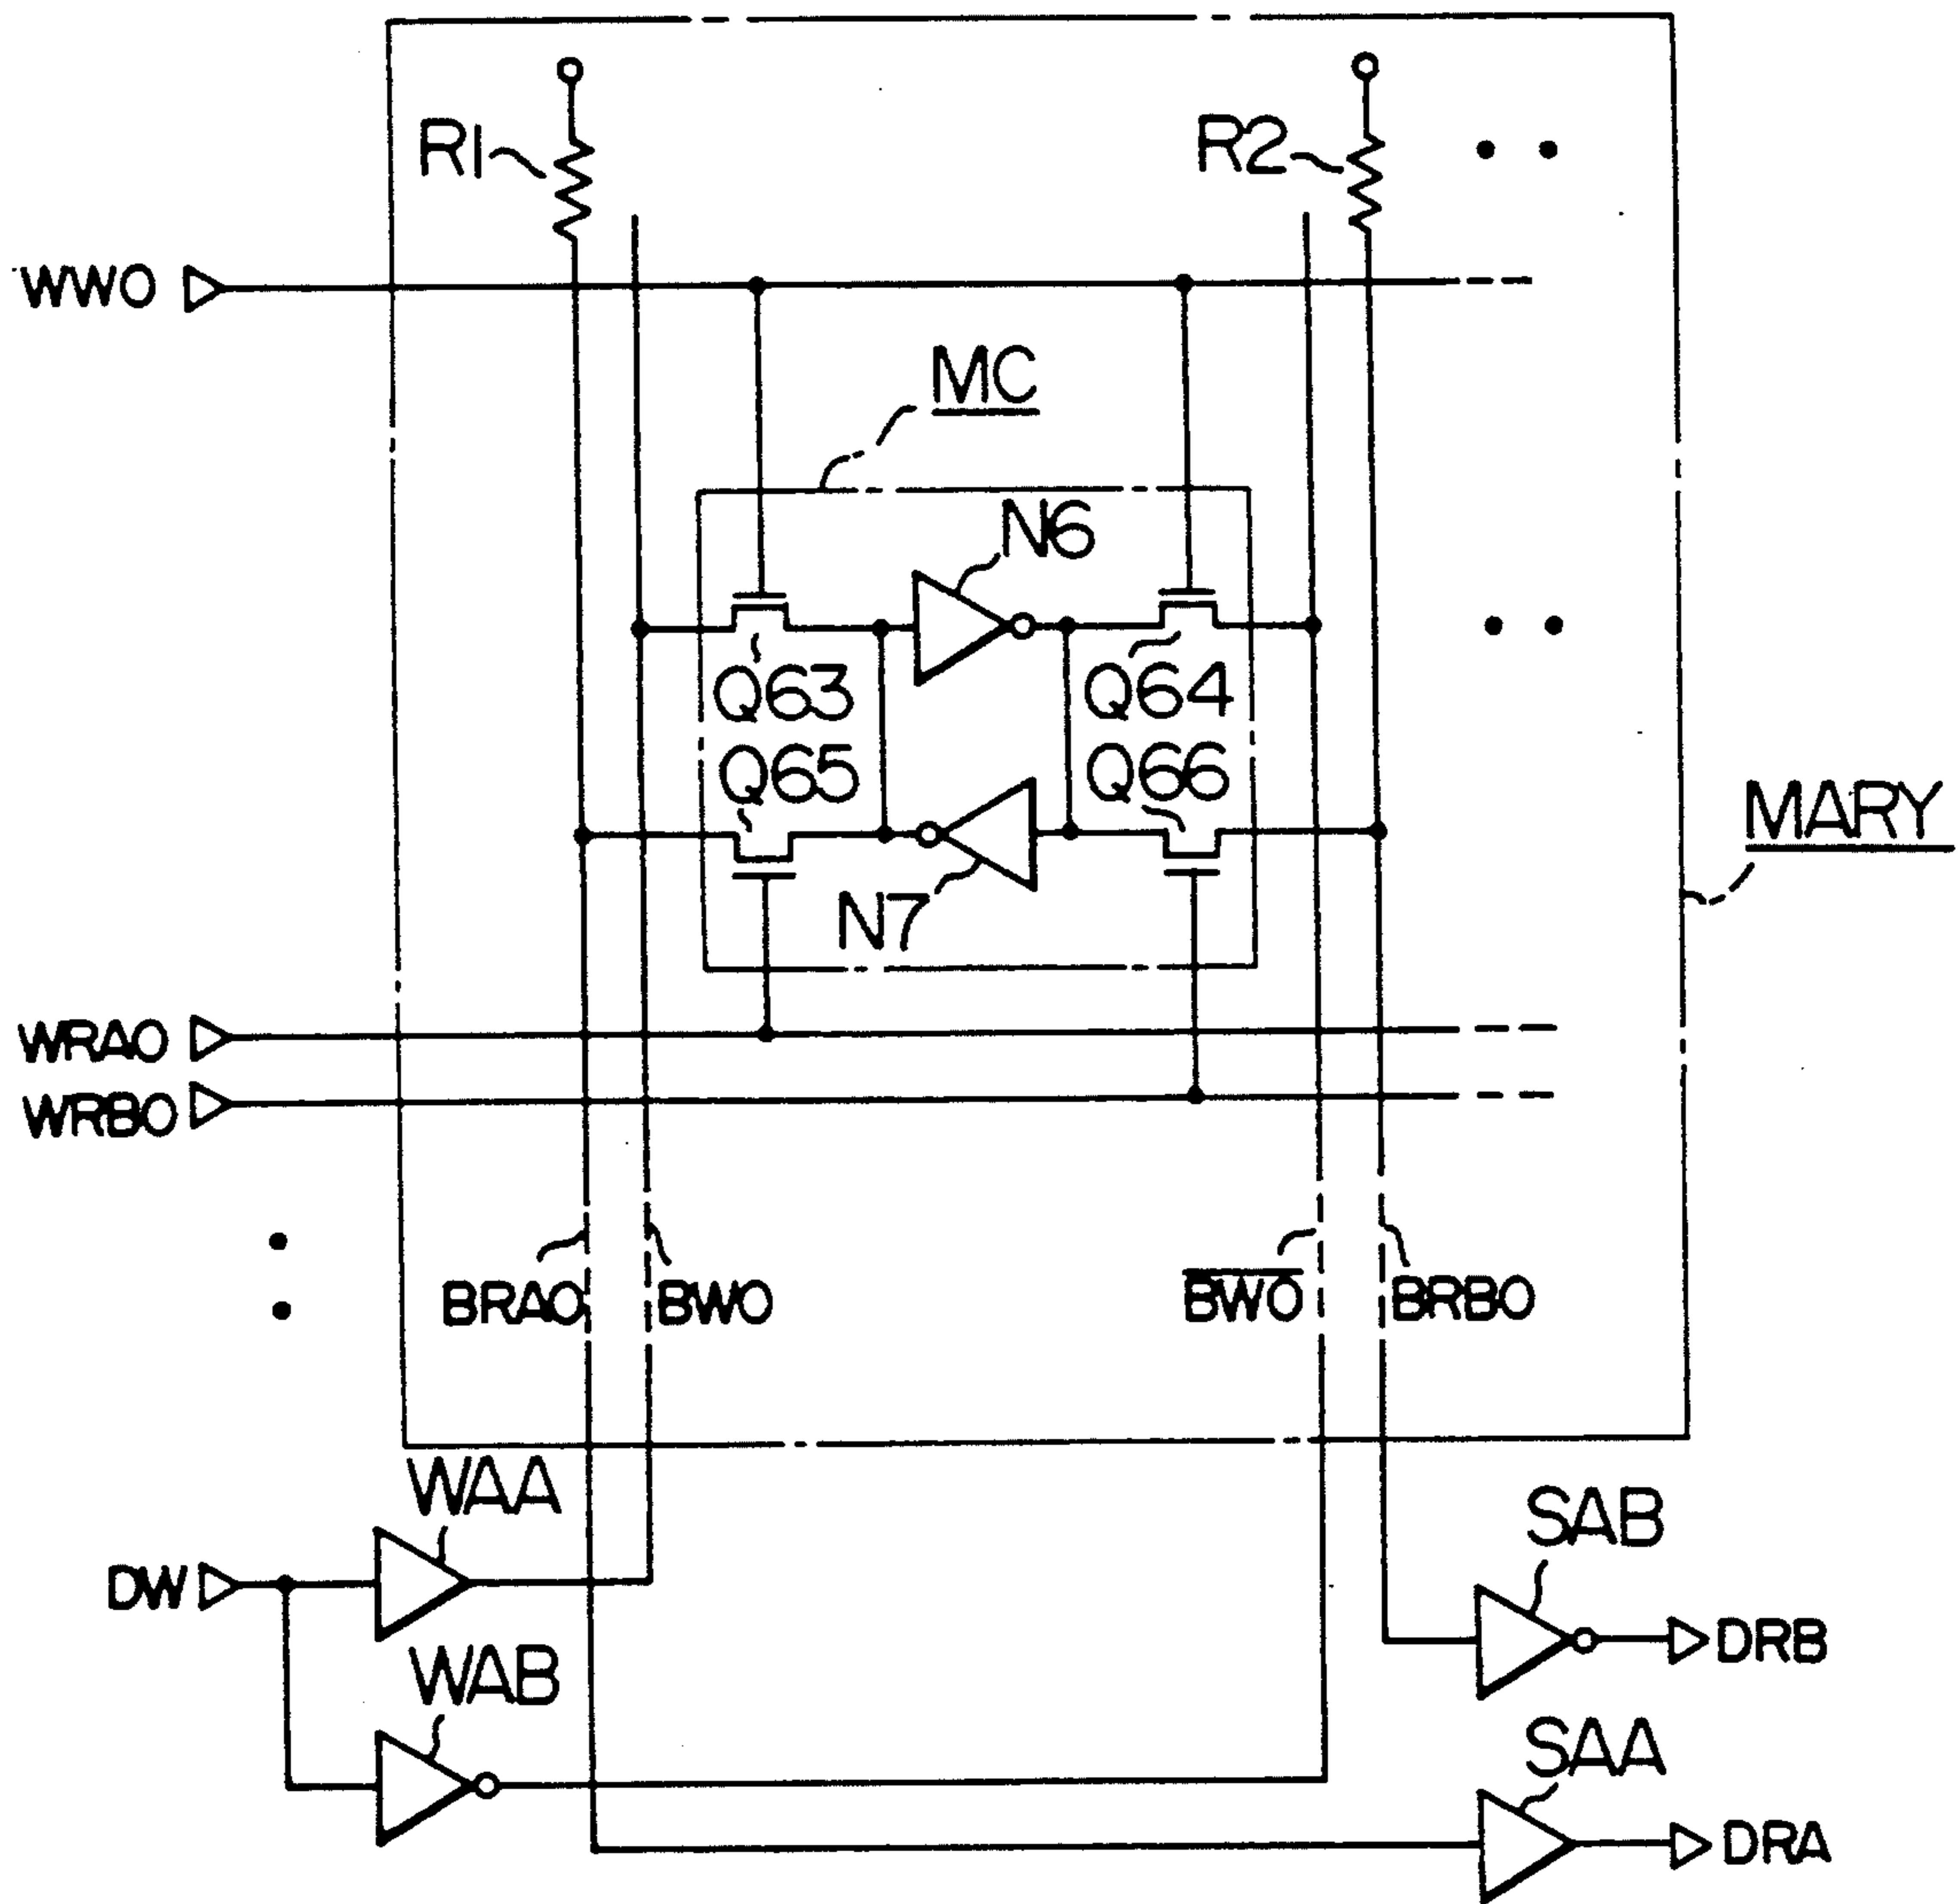 R1
R2
WW0
MC
N6
Q63
Q64
Q65
Q66
MARY
N7
WRA0
WRB0
BRA0
BW0
B̅W̅0̅
BRB0
WAA
SAB
DW
DRB
WAB
SAA
DRA